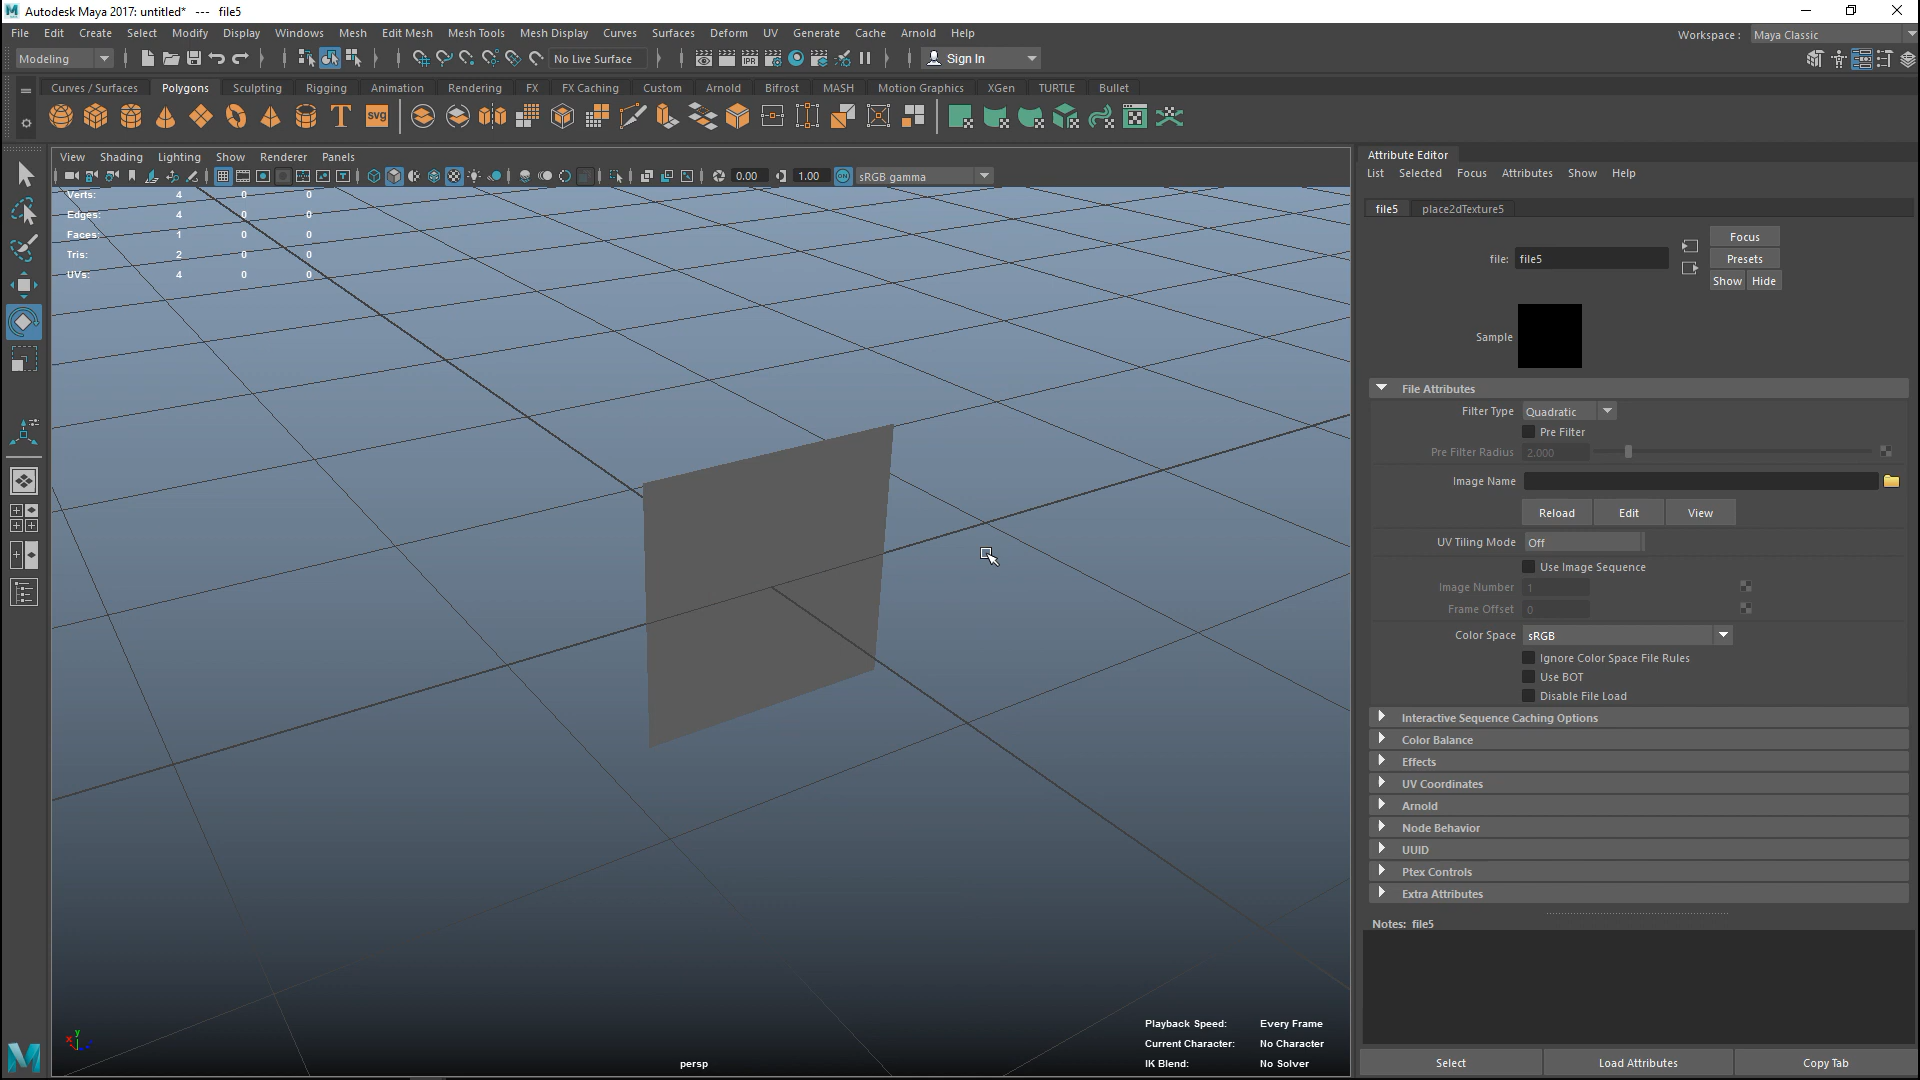 Autodesk Maya 2017: untitled*   ---   file5
File Edit Create Select Modify Display Windows Mesh Edit Mesh Mesh Tools Mesh Display Curves Surfaces Deform UV Generate Cache Arnold Help
Workspace : Maya Classic
Modeling No Live Surface Sign In
Curves / Surfaces Polygons Sculpting Rigging Animation Rendering FX FX Caching Custom Arnold Bifrost MASH Motion Graphics XGen TURTLE Bullet
IPR
T svg
View Shading Lighting Show Renderer Panels
0.00 1.00 ON sRGB gamma
Verts: 4 0 0
Edges: 4 0 0
Faces: 1 0 0
Tris: 2 0 0
UVs: 4 0 0
Playback Speed: Every Frame
Current Character: No Character
IK Blend: No Solver
persp
y
x
Attribute Editor
List Selected Focus Attributes Show Help
file5 place2dTexture5
file: file5
Focus
Presets
Show Hide
Sample
File Attributes
Filter Type Quadratic
Pre Filter
Pre Filter Radius 2.000
Image Name
Reload Edit View
UV Tiling Mode Off
Use Image Sequence
Image Number 1
Frame Offset 0
Color Space sRGB
Ignore Color Space File Rules
Use BOT
Disable File Load
Interactive Sequence Caching Options
Color Balance
Effects
UV Coordinates
Arnold
Node Behavior
UUID
Ptex Controls
Extra Attributes
Notes: file5
Select Load Attributes Copy Tab